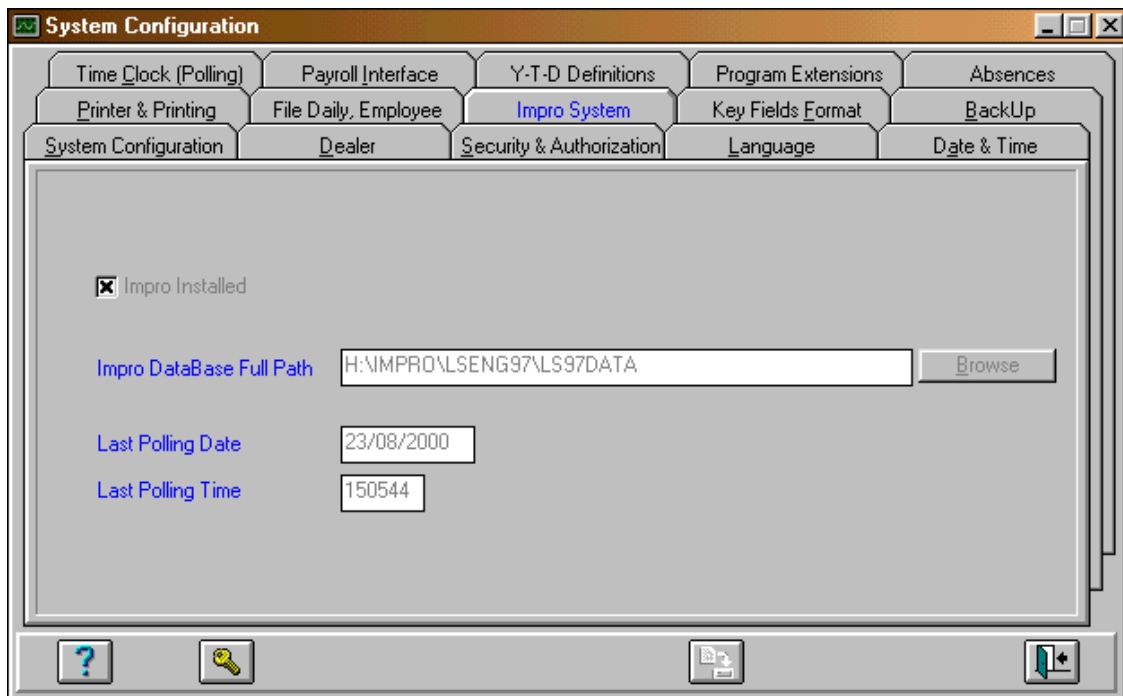 System Configuration
Time Clock (Polling) Payroll Interface Y-T-D Definitions Program Extensions Absences
Printer & Printing File Daily, Employee Impro System Key Fields Format BackUp
System Configuration Dealer Security & Authorization Language Date & Time
Impro Installed
Impro DataBase Full Path H:\IMPRO\LSENG97\LS97DATA Browse
Last Polling Date 23/08/2000
Last Polling Time 150544